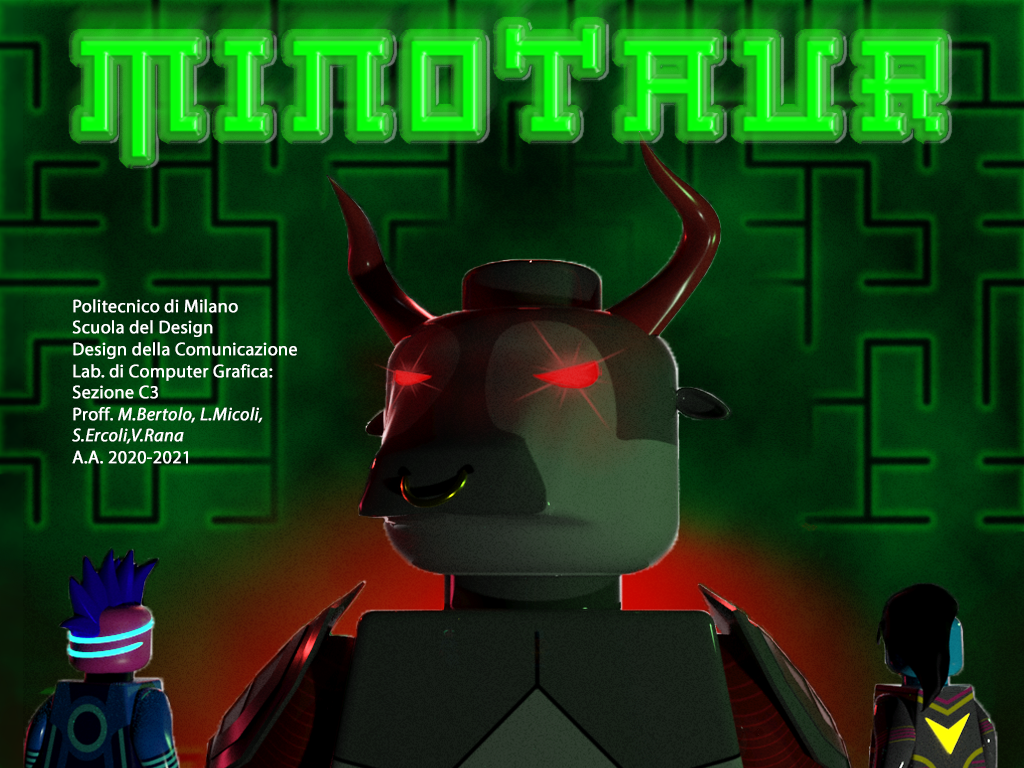 MINOTAUR
Politecnico di Milano
Scuola del Design
Design della Comunicazione
Lab. di Computer Grafica:
Sezione C3
Proff. M.Bertolo, L.Micoli,
S.Ercoli,V.Rana
A.A. 2020-2021